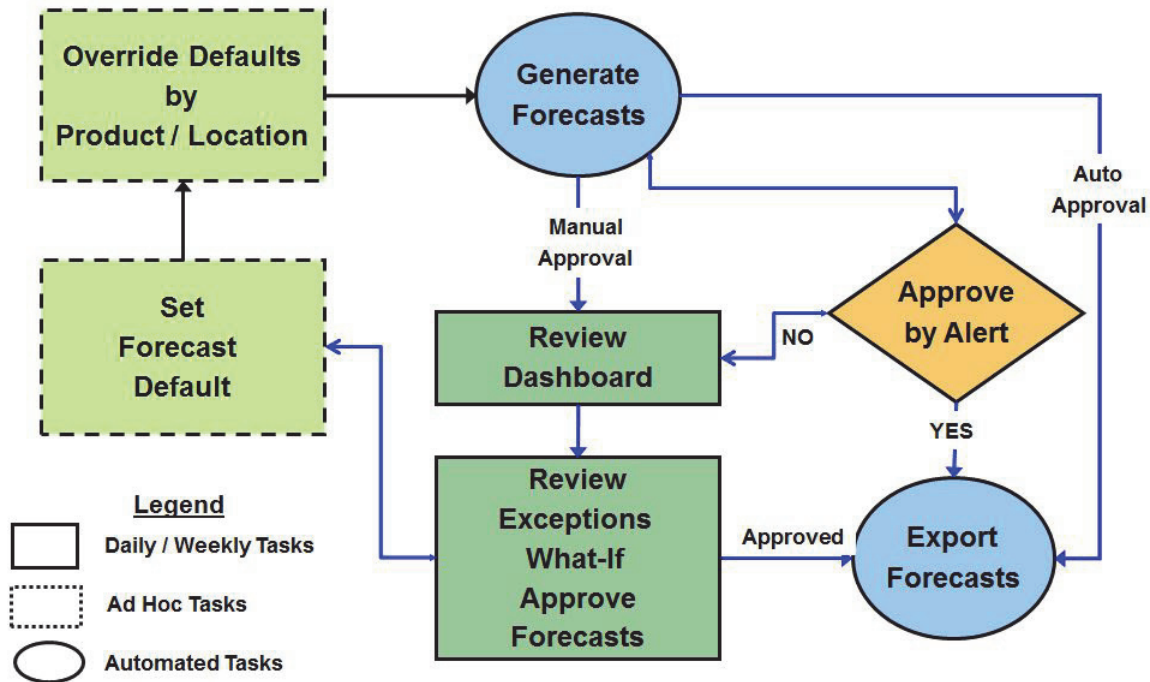 Override Defaults
by
Product / Location
Generate
Forecasts
Auto
Approval
Manual
Approval
Set
Forecast
Default
Review
Dashboard
NO
Approve
by Alert
YES
Review
Exceptions
What-If
Approve
Forecasts
Approved
Export
Forecasts
Legend
Daily / Weekly Tasks
Ad Hoc Tasks
Automated Tasks